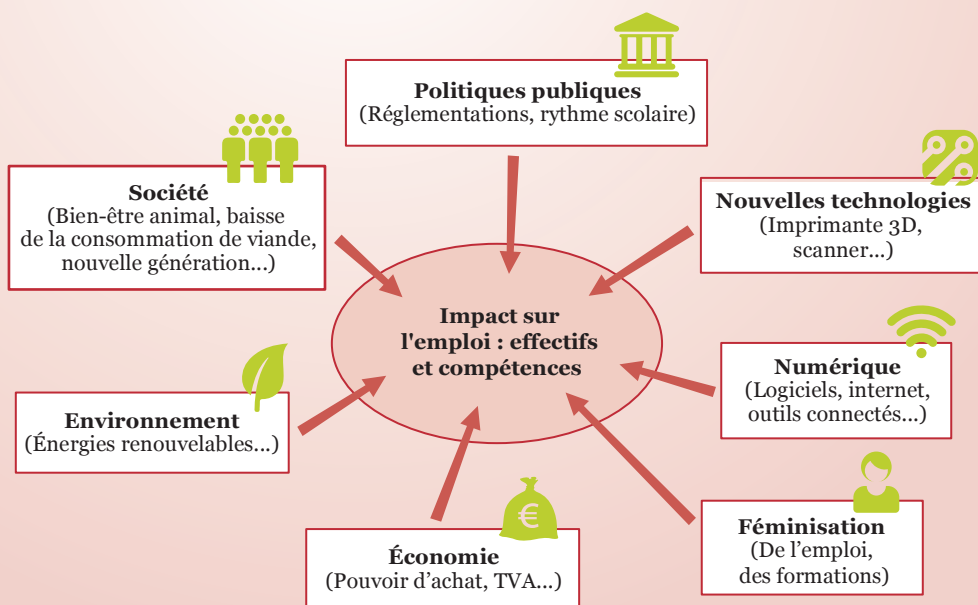 Politiques publiques
(Réglementations, rythme scolaire)
Société
(Bien-être animal, baisse
de la consommation de viande,
nouvelle génération...)
Nouvelles technologies
(Imprimante 3D,
scanner...)
Impact sur
l'emploi : effectifs
et compétences
Numérique
(Logiciels, internet,
outils connectés...)
Environnement
(Énergies renouvelables...)
€
Économie
(Pouvoir d’achat, TVA...)
Féminisation
(De l’emploi,
des formations)